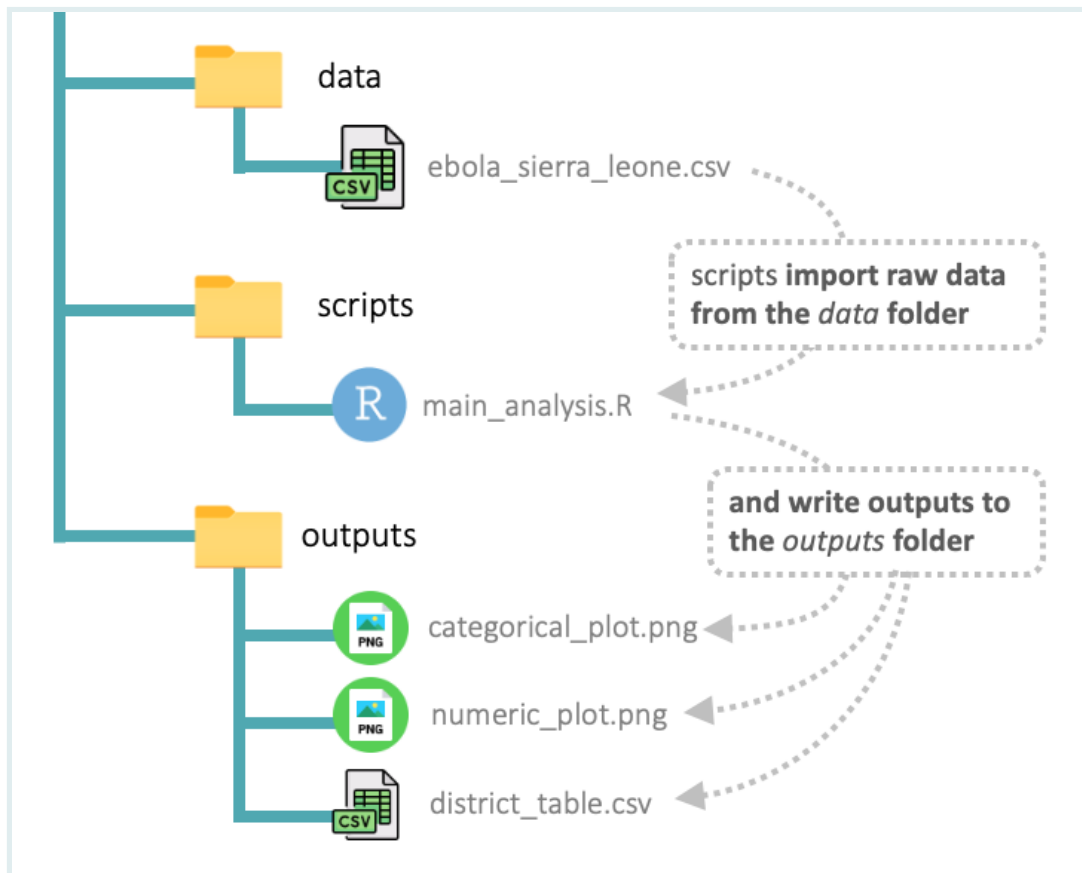 data
CSV
ebola_sierra_leone.csv
scripts import raw data
from the data folder
scripts
R
main_analysis.R
and write outputs to
the outputs folder
outputs
PNG
categorical_plot.png
PNG
numeric_plot.png
CSV
district_table.csv